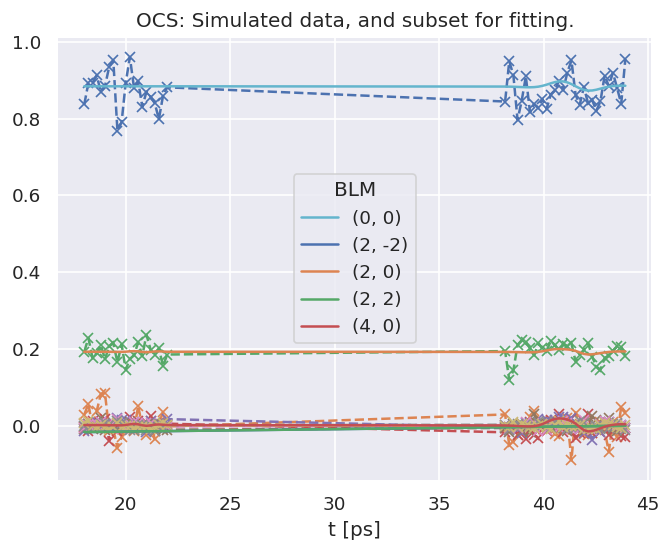 OCS: Simulated data, and subset for fitting.
1.0
0.8
0.6
0.4
0.2
0.0
BLM
(0, 0)
(2, -2)
(2, 0)
(2, 2)
(4, 0)
20 25 30 35 40 45
t [ps]